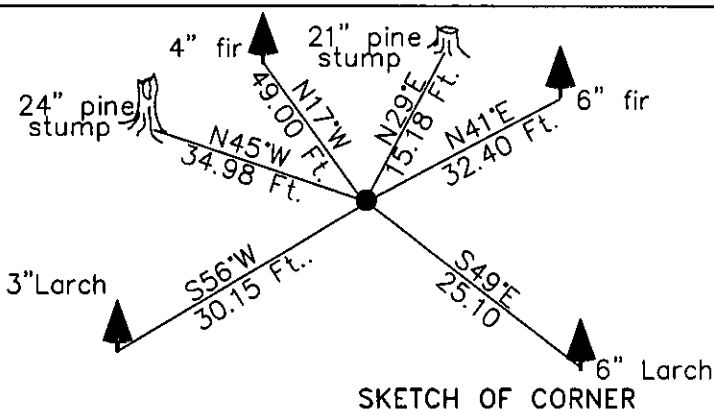 4" fir
21" pine
stump
6" fir
24" pine
stump
N45°W
34.98 Ft.
N17°W
49.00 Ft.
N29°E
15.18 Ft.
N41°E
32.40 Ft.
3"Larch
S56°W
30.15 Ft..
S49°E
25.10
6" Larch
SKETCH OF CORNER